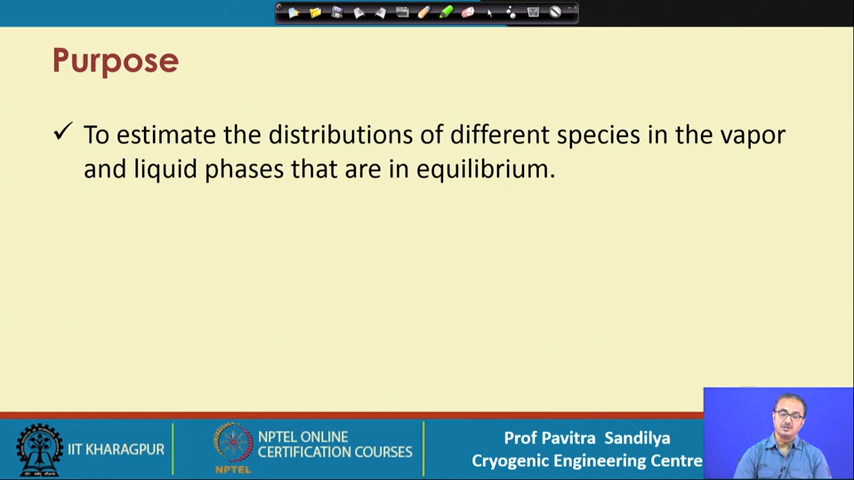 Purpose
✓ To estimate the distributions of different species in the vapor
and liquid phases that are in equilibrium.
IIT KHARAGPUR
NPTEL
NPTEL ONLINE
CERTIFICATION COURSES
Prof Pavitra Sandilya
Cryogenic Engineering Centre